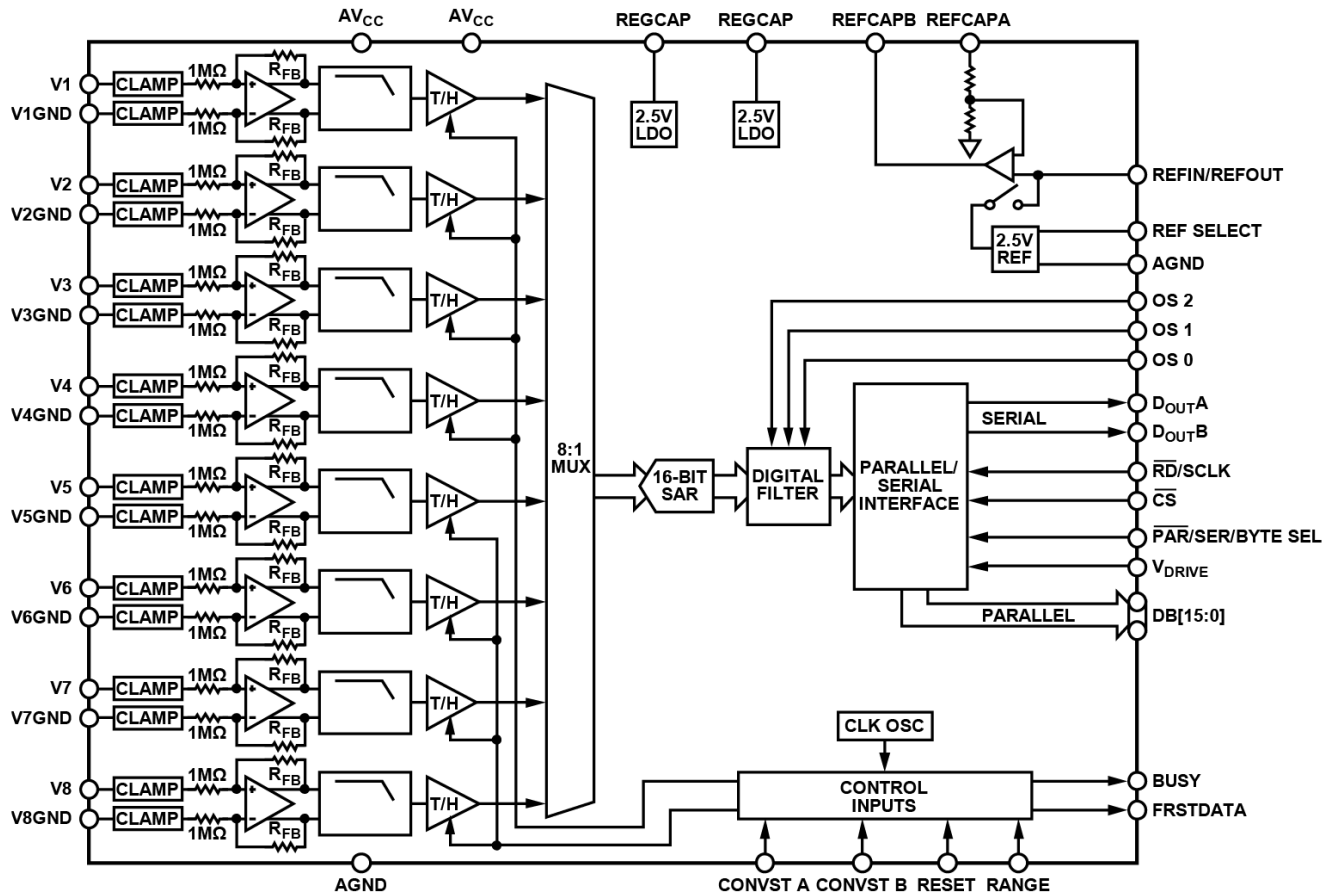 AVCC
AVCC
REGCAP
REGCAP
REFCAPB
REFCAPA
V1
CLAMP
1MΩ
RFB
V1GND
CLAMP
1MΩ
RFB
+
−
T/H
2.5V
LDO
2.5V
LDO
V2
CLAMP
1MΩ
RFB
V2GND
CLAMP
1MΩ
RFB
+
−
T/H
REFIN/REFOUT
2.5V
REF
REF SELECT
AGND
V3
CLAMP
1MΩ
RFB
V3GND
CLAMP
1MΩ
RFB
+
−
T/H
OS 2
OS 1
OS 0
V4
CLAMP
1MΩ
RFB
V4GND
CLAMP
1MΩ
RFB
+
−
T/H
8:1
MUX
16-BIT
SAR
DIGITAL
FILTER
PARALLEL/
SERIAL
INTERFACE
SERIAL
DOUTA
DOUTB
RD/SCLK
CS
PAR/SER/BYTE SEL
VDRIVE
PARALLEL
DB[15:0]
V5
CLAMP
1MΩ
RFB
V5GND
CLAMP
1MΩ
RFB
+
−
T/H
V6
CLAMP
1MΩ
RFB
V6GND
CLAMP
1MΩ
RFB
+
−
T/H
V7
CLAMP
1MΩ
RFB
V7GND
CLAMP
1MΩ
RFB
+
−
T/H
V8
CLAMP
1MΩ
RFB
V8GND
CLAMP
1MΩ
RFB
+
−
T/H
CLK OSC
CONTROL
INPUTS
BUSY
FRSTDATA
AGND
CONVST A
CONVST B
RESET
RANGE